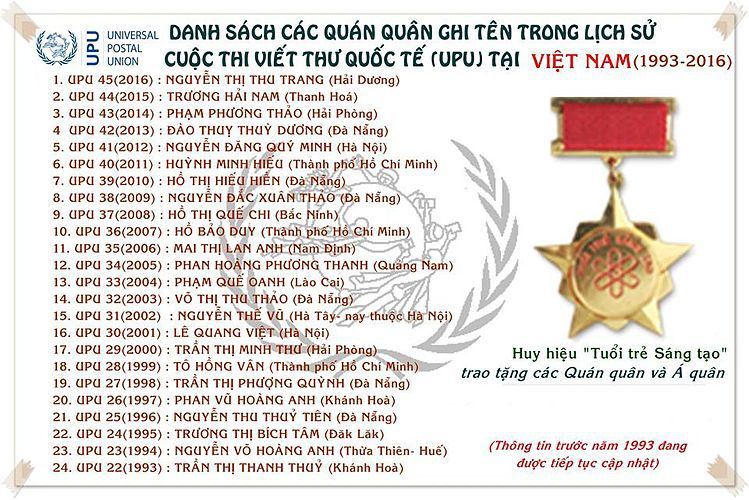 UPU
UNIVERSAL
POSTAL
UNION
DANH SÁCH CÁC QUÁN QUÂN GHI TÊN TRONG LỊCH SỬ
CUỘC THI VIẾT THƯ QUỐC TẾ (UPU) TẠI VIỆT NAM (1993-2016)
1. UPU 45(2016) : NGUYỄN THỊ THU TRANG (Hải Dương)
2. UPU 44(2015) : TRƯƠNG HẢI NAM (Thanh Hoá)
3. UPU 43(2014) : PHẠM PHƯƠNG THẢO (Hải Phòng)
4 UPU 42(2013) : ĐÀO THUỴ THUỲ DƯƠNG (Đà Nẵng)
5. UPU 41(2012) : NGUYỄN ĐĂNG QUÝ MINH (Hà Nội)
6. UPU 40(2011) : HUỲNH MINH HIẾU (Thành phố Hồ Chí Minh)
7. UPU 39(2010) : HỒ THỊ HIẾU HIỀN (Đà Nẵng)
8. UPU 38(2009) : NGUYỄN ĐẮC XUÂN THẢO (Đà Nẵng)
9. UPU 37(2008) : HỒ THỊ QUẾ CHI (Bắc Ninh)
10. UPU 36(2007) : HỒ BẢO DUY (Thành phố Hồ Chí Minh)
11. UPU 35(2006) : MAI THỊ LAN ANH (Nam Định)
12. UPU 34(2005) : PHAN HOÀNG PHƯƠNG THANH (Quảng Nam)
13. UPU 33(2004) : PHẠM QUẾ OANH (Lào Cai)
14. UPU 32(2003) : VÕ THỊ THU THẢO (Đà Nẵng)
15. UPU 31(2002) : NGUYỄN THẾ VŨ (Hà Tây- nay thuộc Hà Nội)
16. UPU 30(2001) : LÊ QUANG VIỆT (Hà Nội)
17. UPU 29(2000) : TRẦN THỊ MINH THƯ (Hải Phòng)
18. UPU 28(1999) : TÔ HỒNG VÂN (Thành phố Hồ Chí Minh)
19. UPU 27(1998) : TRẦN THỊ PHƯỢNG QUỲNH (Đà Nẵng)
20. UPU 26(1997) : PHAN VŨ HOÀNG ANH (Khánh Hoà)
21. UPU 25(1996) : NGUYỄN THU THUỶ TIÊN (Đà Nẵng)
22. UPU 24(1995) : TRƯƠNG THỊ BÍCH TÂM (Đăk Lăk)
23. UPU 23(1994) : NGUYỄN VÕ HOÀNG ANH (Thừa Thiên- Huế)
24. UPU 22(1993) : TRẦN THỊ THANH THUỶ (Khánh Hoà)
TUỔI TRẺ SÁNG TẠO
Huy hiệu "Tuổi trẻ Sáng tạo"
trao tặng các Quán quân và Á quân
(Thông tin trước năm 1993 đang
được tiếp tục cập nhật)